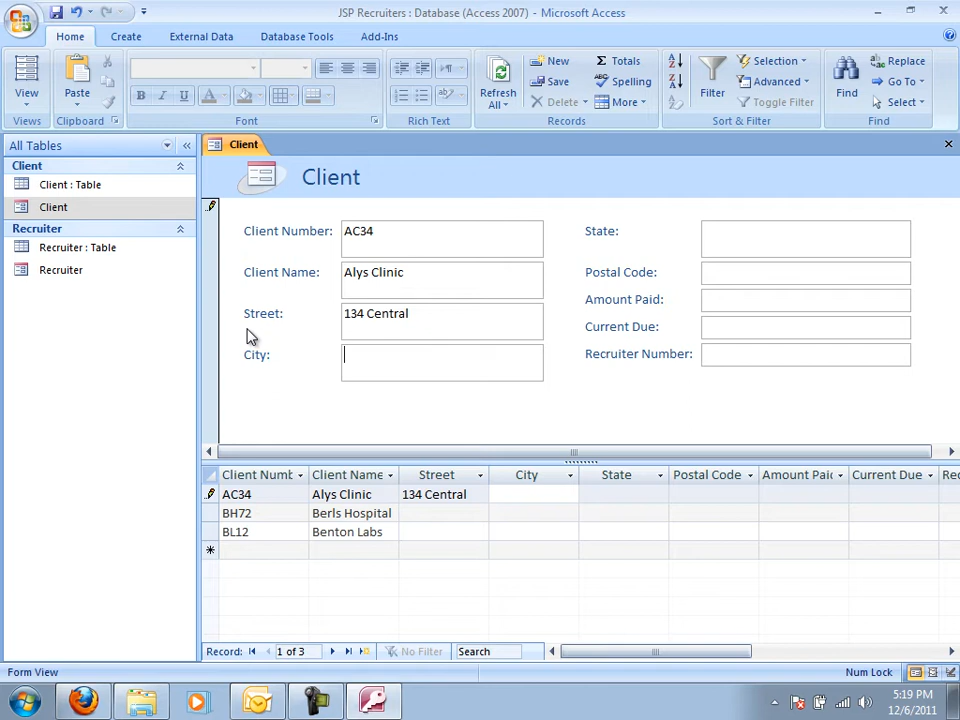 JSP Recruiters : Database (Access 2007) - Microsoft Access
Home Create External Data Database Tools Add-Ins
View
Views
Paste
Clipboard
B I U A
Font
Rich Text
Refresh All
New
Save
Delete
Totals
Spelling
More
Records
Filter
Selection
Advanced
Toggle Filter
Sort & Filter
Find
Replace
Go To
Select
Find
All Tables
Client
Client : Table
Client
Recruiter
Recruiter : Table
Recruiter
Client
Client
Client Number: AC34
Client Name: Alys Clinic
Street: 134 Central
City:
State:
Postal Code:
Amount Paid:
Current Due:
Recruiter Number:
Client Numb Client Name Street City State Postal Code Amount Paid Current Due Rec
AC34 Alys Clinic 134 Central
BH72 Berls Hospital
BL12 Benton Labs
Record: 1 of 3 No Filter Search
Form View Num Lock
5:19 PM
12/6/2011